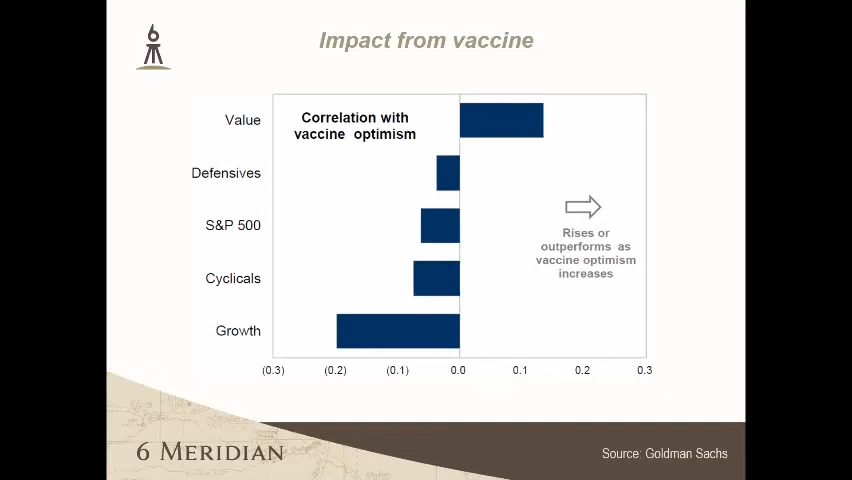 6
Impact from vaccine
Correlation with
vaccine optimism
Value
Defensives
S&P 500
Cyclicals
Growth
Rises or
outperforms as
vaccine optimism
increases
(0.3) (0.2) (0.1) 0.0 0.1 0.2 0.3
6 MERIDIAN
Source: Goldman Sachs